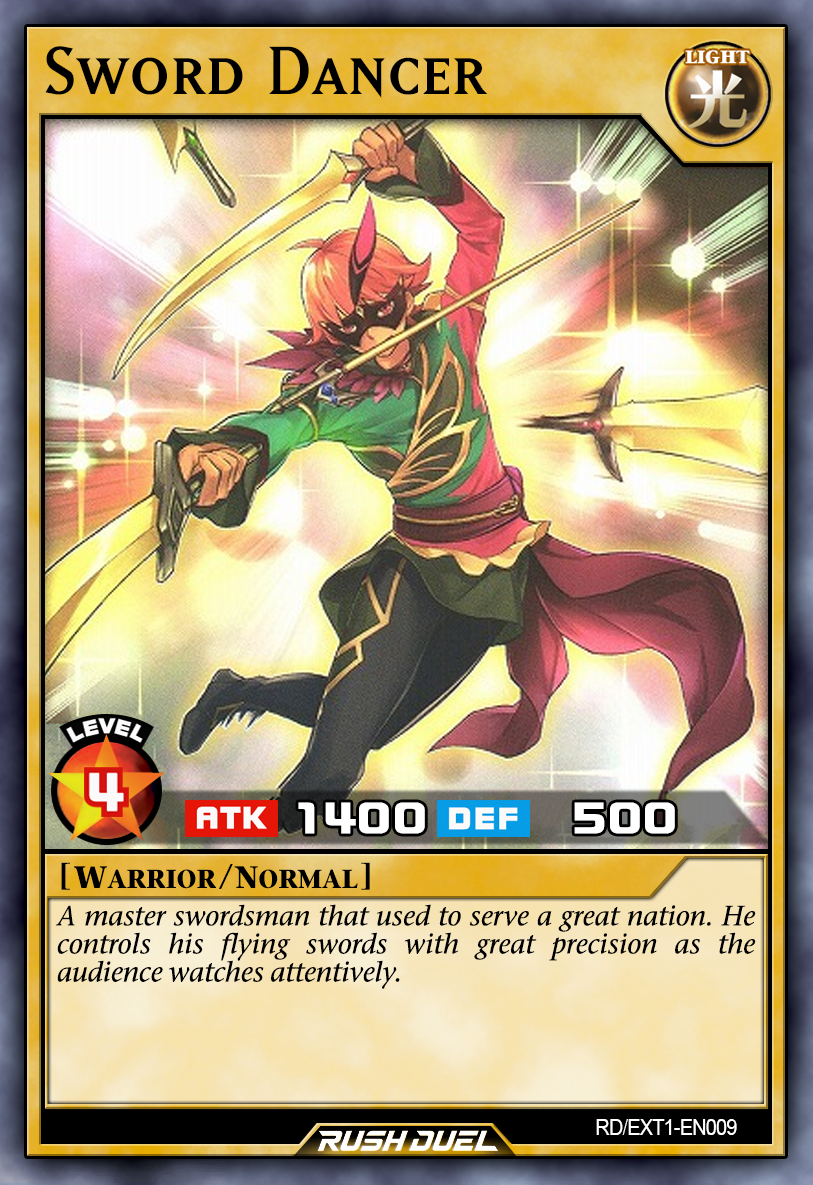 Sword Dancer
LIGHT
光
LEVEL
4
ATK 1400 DEF 500
[Warrior/Normal]
A master swordsman that used to serve a great nation. He
controls his flying swords with great precision as the
audience watches attentively.
RD/EXT1-EN009
RUSH DUEL